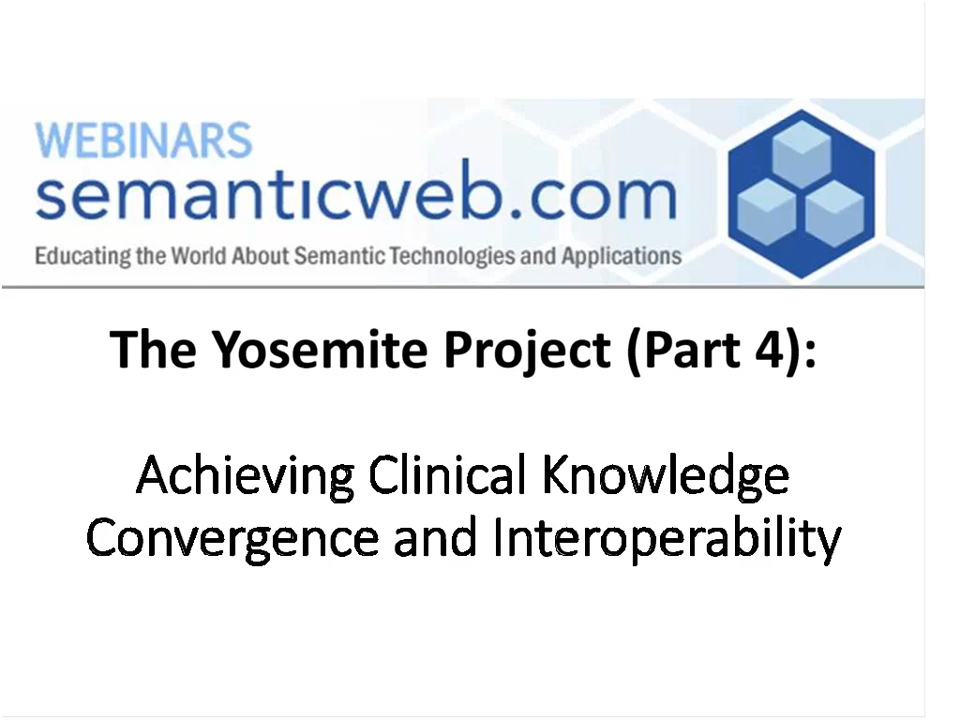 WEBINARS
semanticweb.com
Educating the World About Semantic Technologies and Applications
The Yosemite Project (Part 4):
Achieving Clinical Knowledge
Convergence and Interoperability